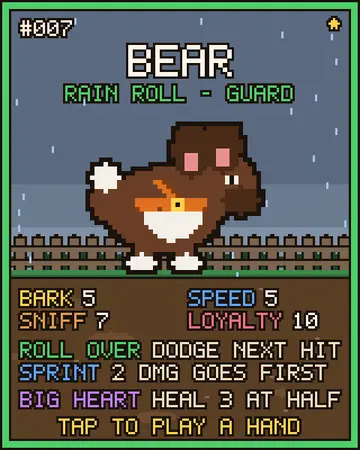 #007
BEAR
RAIN ROLL - GUARD
BARK 5 SPEED 5
SNIFF 7 LOYALTY 10
ROLL OVER DODGE NEXT HIT
SPRINT 2 DMG GOES FIRST
BIG HEART HEAL 3 AT HALF
TAP TO PLAY A HAND